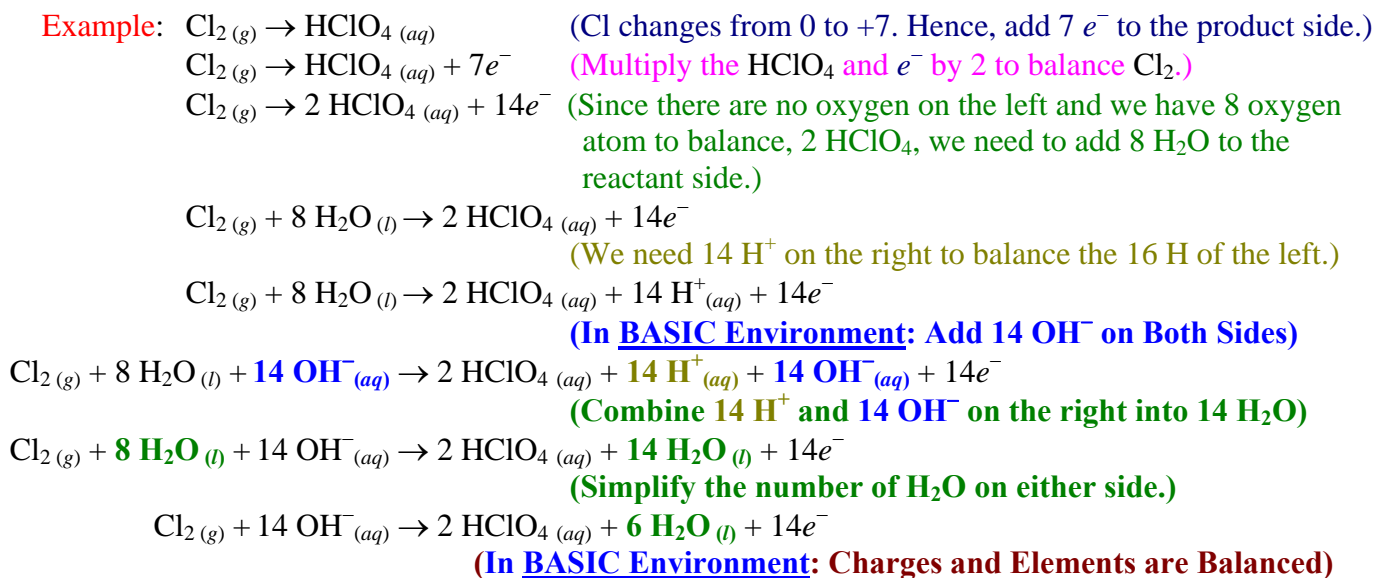 Example: Cl₂ (g) → HClO₄ (aq) (Cl changes from 0 to +7. Hence, add 7 e⁻ to the product side.)
Cl₂ (g) → HClO₄ (aq) + 7e⁻ (Multiply the HClO₄ and e⁻ by 2 to balance Cl₂.)
Cl₂ (g) → 2 HClO₄ (aq) + 14e⁻ (Since there are no oxygen on the left and we have 8 oxygen
atom to balance, 2 HClO₄, we need to add 8 H₂O to the
reactant side.)
Cl₂ (g) + 8 H₂O (l) → 2 HClO₄ (aq) + 14e⁻
(We need 14 H⁺ on the right to balance the 16 H of the left.)
Cl₂ (g) + 8 H₂O (l) → 2 HClO₄ (aq) + 14 H⁺(aq) + 14e⁻
(In BASIC Environment: Add 14 OH⁻ on Both Sides)
Cl₂ (g) + 8 H₂O (l) + 14 OH⁻(aq) → 2 HClO₄ (aq) + 14 H⁺(aq) + 14 OH⁻(aq) + 14e⁻
(Combine 14 H⁺ and 14 OH⁻ on the right into 14 H₂O)
Cl₂ (g) + 8 H₂O (l) + 14 OH⁻(aq) → 2 HClO₄ (aq) + 14 H₂O (l) + 14e⁻
(Simplify the number of H₂O on either side.)
Cl₂ (g) + 14 OH⁻(aq) → 2 HClO₄ (aq) + 6 H₂O (l) + 14e⁻
(In BASIC Environment: Charges and Elements are Balanced)